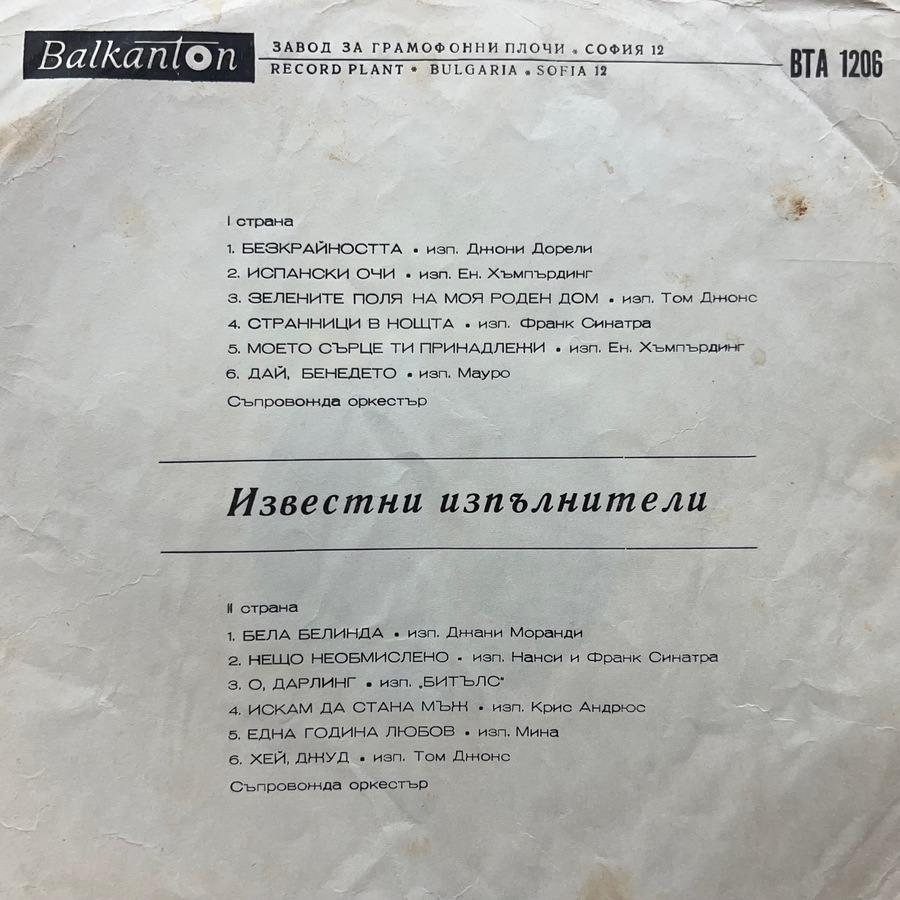 Balkanton
ЗАВОД ЗА ГРАМОФОННИ ПЛОЧИ • СОФИЯ 12
RECORD PLANT • BULGARIA • SOFIA 12
ВТА 1206
I страна
1. БЕЗКРАЙНОСТТА • изп. Джони Дорели
2. ИСПАНСКИ ОЧИ • изп. Ен. Хъмпърдинг
3. ЗЕЛЕНИТЕ ПОЛЯ НА МОЯ РОДЕН ДОМ • изп. Том Джонс
4. СТРАННИЦИ В НОЩТА • изп. Франк Синатра
5. МОЕТО СЪРЦЕ ТИ ПРИНАДЛЕЖИ • изп. Ен. Хъмпърдинг
6. ДАЙ, БЕНЕДЕТО • изп. Мауро
Съпровожда оркестър
Известни изпълнители
II страна
1. БЕЛА БЕЛИНДА • изп. Джани Моранди
2. НЕЩО НЕОБМИСЛЕНО • изп. Нанси и Франк Синатра
3. О, ДАРЛИНГ • изп. „БИТЪЛС"
4. ИСКАМ ДА СТАНА МЪЖ • изп. Крис Андрюс
5. ЕДНА ГОДИНА ЛЮБОВ • изп. Мина
6. ХЕЙ, ДЖУД • изп. Том Джонс
Съпровожда оркестър